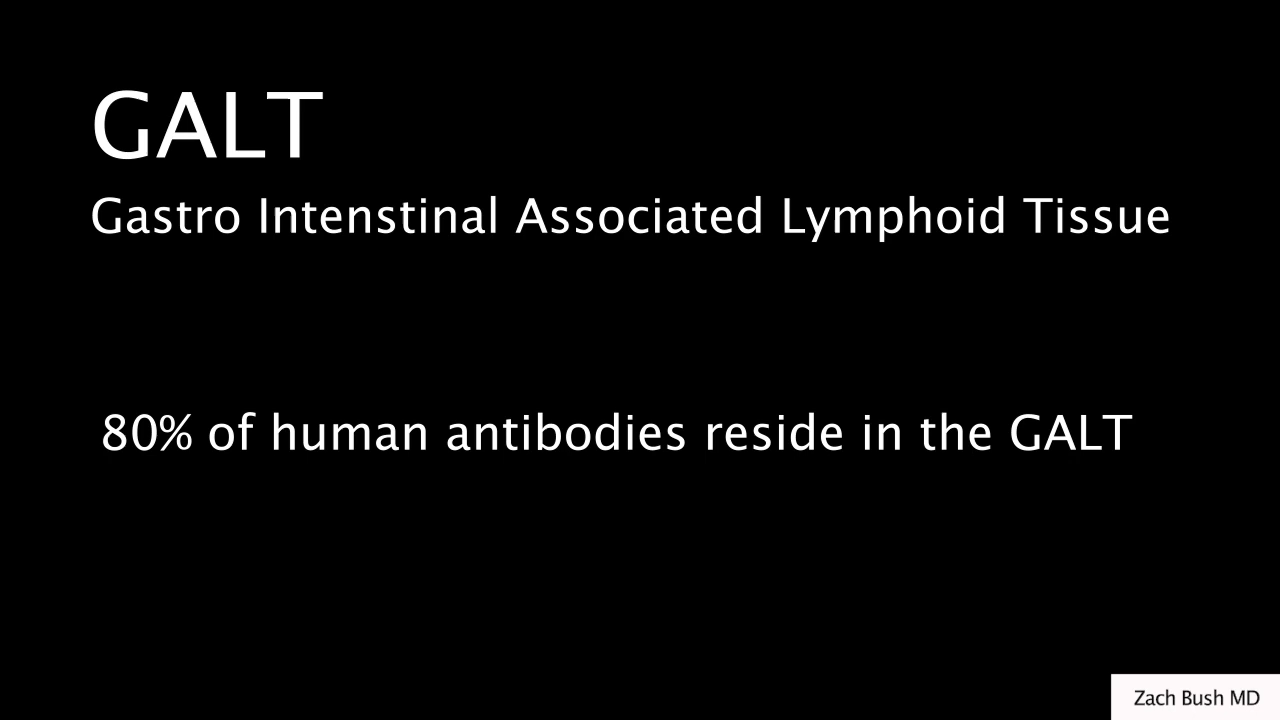 GALT
Gastro Intenstinal Associated Lymphoid Tissue
80% of human antibodies reside in the GALT
Zach Bush MD